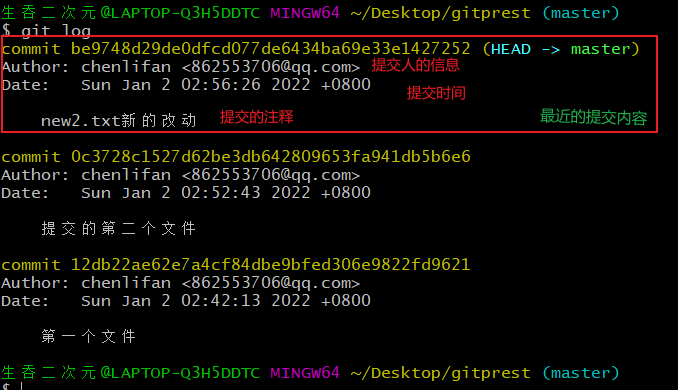 生吞二次元@LAPTOP-Q3H5DDTC MINGW64 ~/Desktop/gitprest (master)
$ git log
commit be9748d29de0dfcd077de6434ba69e33e1427252 (HEAD -> master)
Author: chenlifan <862553706@qq.com> 提交人的信息
Date:   Sun Jan 2 02:56:26 2022 +0800 提交时间
new2.txt新的改动 提交的注释 最近的提交内容
commit 0c3728c1527d62be3db642809653fa941db5b6e6
Author: chenlifan <862553706@qq.com>
Date:   Sun Jan 2 02:52:43 2022 +0800
提交的第二个文件
commit 12db22ae62e7a4cf84dbe9bfed306e9822fd9621
Author: chenlifan <862553706@qq.com>
Date:   Sun Jan 2 02:42:13 2022 +0800
第一个文件
生吞二次元@LAPTOP-Q3H5DDTC MINGW64 ~/Desktop/gitprest (master)
$